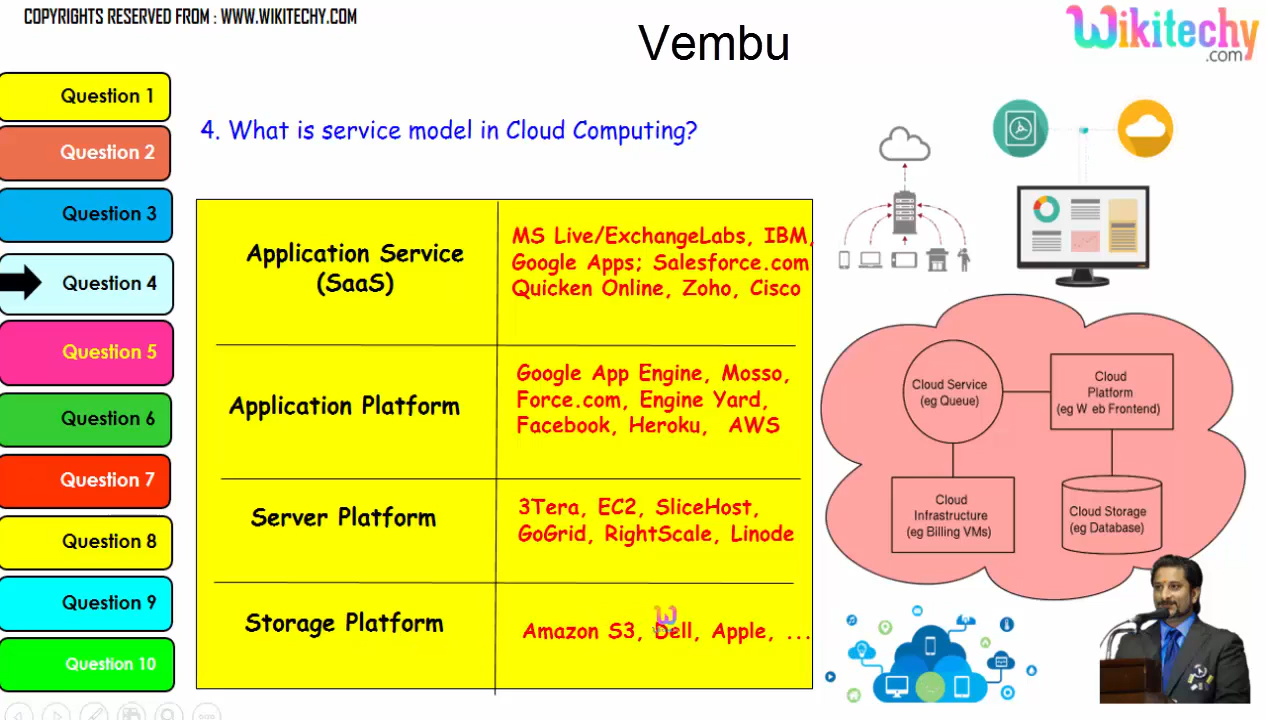 COPYRIGHTS RESERVED FROM : WWW.WIKITECHY.COM
Vembu
Wikitechy
.com
Question 1
Question 2
Question 3
Question 4
Question 5
Question 6
Question 7
Question 8
Question 9
Question 10
4. What is service model in Cloud Computing?
Application Service
(SaaS)
MS Live/ExchangeLabs, IBM,
Google Apps; Salesforce.com
Quicken Online, Zoho, Cisco
Application Platform
Google App Engine, Mosso,
Force.com, Engine Yard,
Facebook, Heroku, AWS
Server Platform
3Tera, EC2, SliceHost,
GoGrid, RightScale, Linode
Storage Platform
Amazon S3, Dell, Apple, ...
Cloud Service
(eg Queue)
Cloud
Platform
(eg W eb Frontend)
Cloud
Infrastructure
(eg Billing VMs)
Cloud Storage
(eg Database)